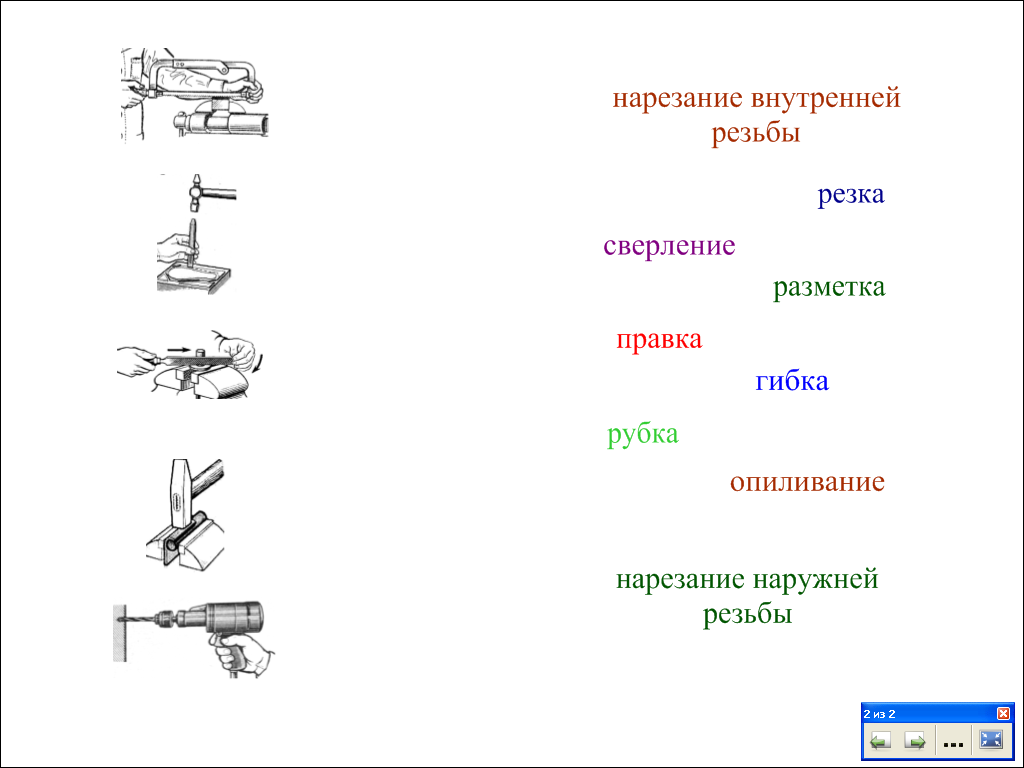 нарезание внутренней
резьбы
резка
сверление
разметка
правка
гибка
рубка
опиливание
нарезание наружней
резьбы
2 из 2
...